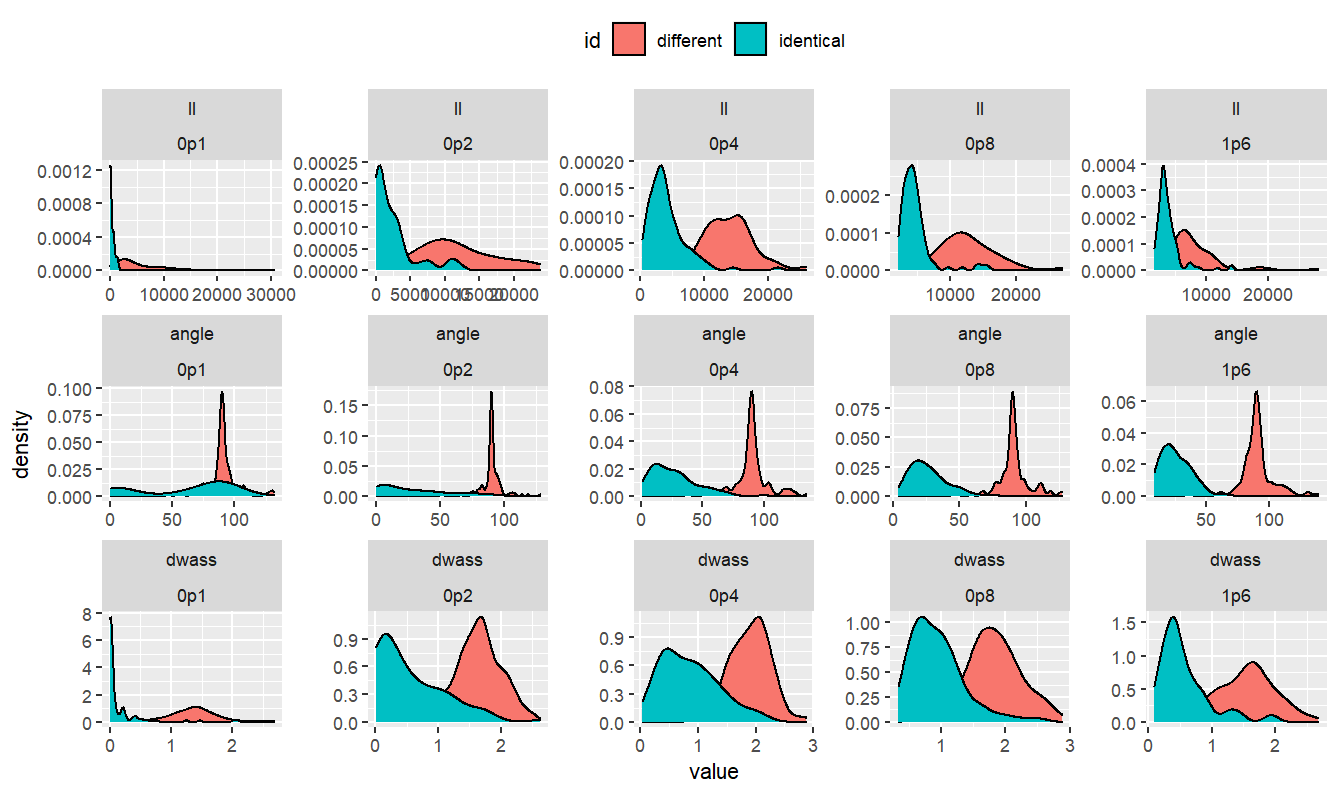 id different identical
ll ll ll ll ll
0p1 0p2 0p4 0p8 1p6
0.0012 0.0008 0.0004 0.0000
0 10000 20000 30000
0.00025 0.00020 0.00015 0.00010 0.00005 0.00000
0 5000 10000 15000 20000
0.00020 0.00015 0.00010 0.00005 0.00000
0 10000 20000
0.0002 0.0001 0.0000
10000 20000
0.0004 0.0003 0.0002 0.0001 0.0000
10000 20000
angle angle angle angle angle
0p1 0p2 0p4 0p8 1p6
0.100 0.075 0.050 0.025 0.000
0 50 100
0.15 0.10 0.05 0.00
0 50 100
0.08 0.06 0.04 0.02 0.00
0 50 100
0.075 0.050 0.025 0.000
0 50 100
0.06 0.04 0.02 0.00
50 100
dwass dwass dwass dwass dwass
0p1 0p2 0p4 0p8 1p6
8 6 4 2 0
0 1 2
0.9 0.6 0.3 0.0
0 1 2
0.9 0.6 0.3 0.0
0 1 2 3
1.00 0.75 0.50 0.25 0.00
1 2 3
1.5 1.0 0.5 0.0
0 1 2
density
value